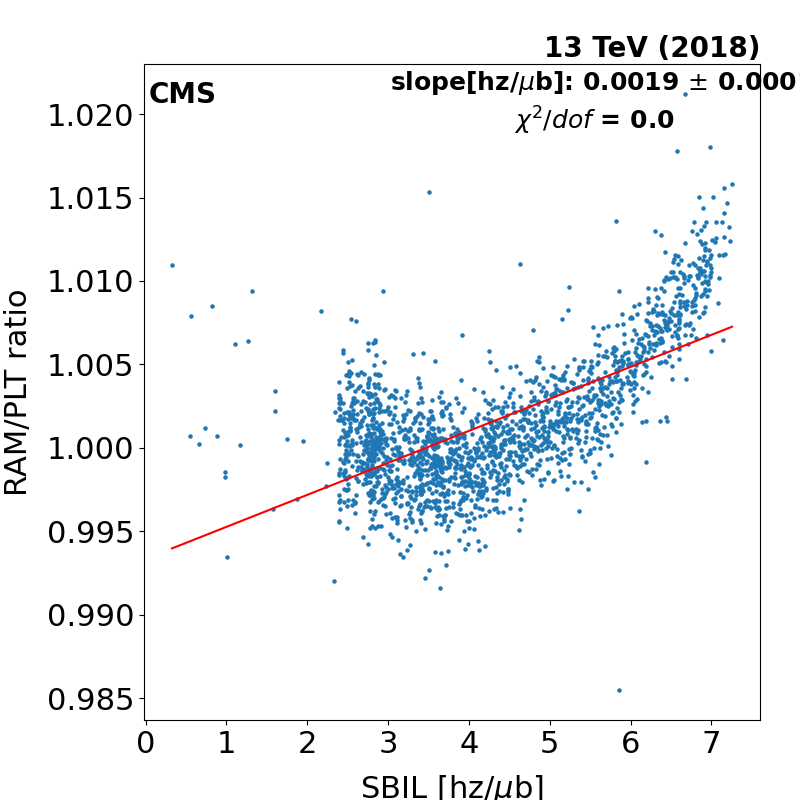 13 TeV (2018)
CMS
slope[hz/μb]: 0.0019 ± 0.000
χ²/dof = 0.0
1.020
1.015
1.010
1.005
1.000
0.995
0.990
0.985
RAM/PLT ratio
0 1 2 3 4 5 6 7
SBIL [hz/μb]